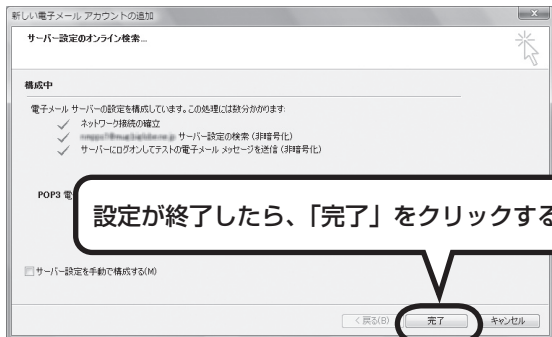 新しい電子メール アカウントの追加
サーバー設定のオンライン検索...
構成中
電子メール サーバーの設定を構成しています。この処理には数分かかります:
ネットワーク接続の確立
サーバー設定の検索 (非暗号化)
サーバーにログオンしてテストの電子メール メッセージを送信 (非暗号化)
POP3 電
設定が終了したら、「完了」をクリックする
サーバー設定を手動で構成する(M)
< 戻る(B)
完了
キャンセル